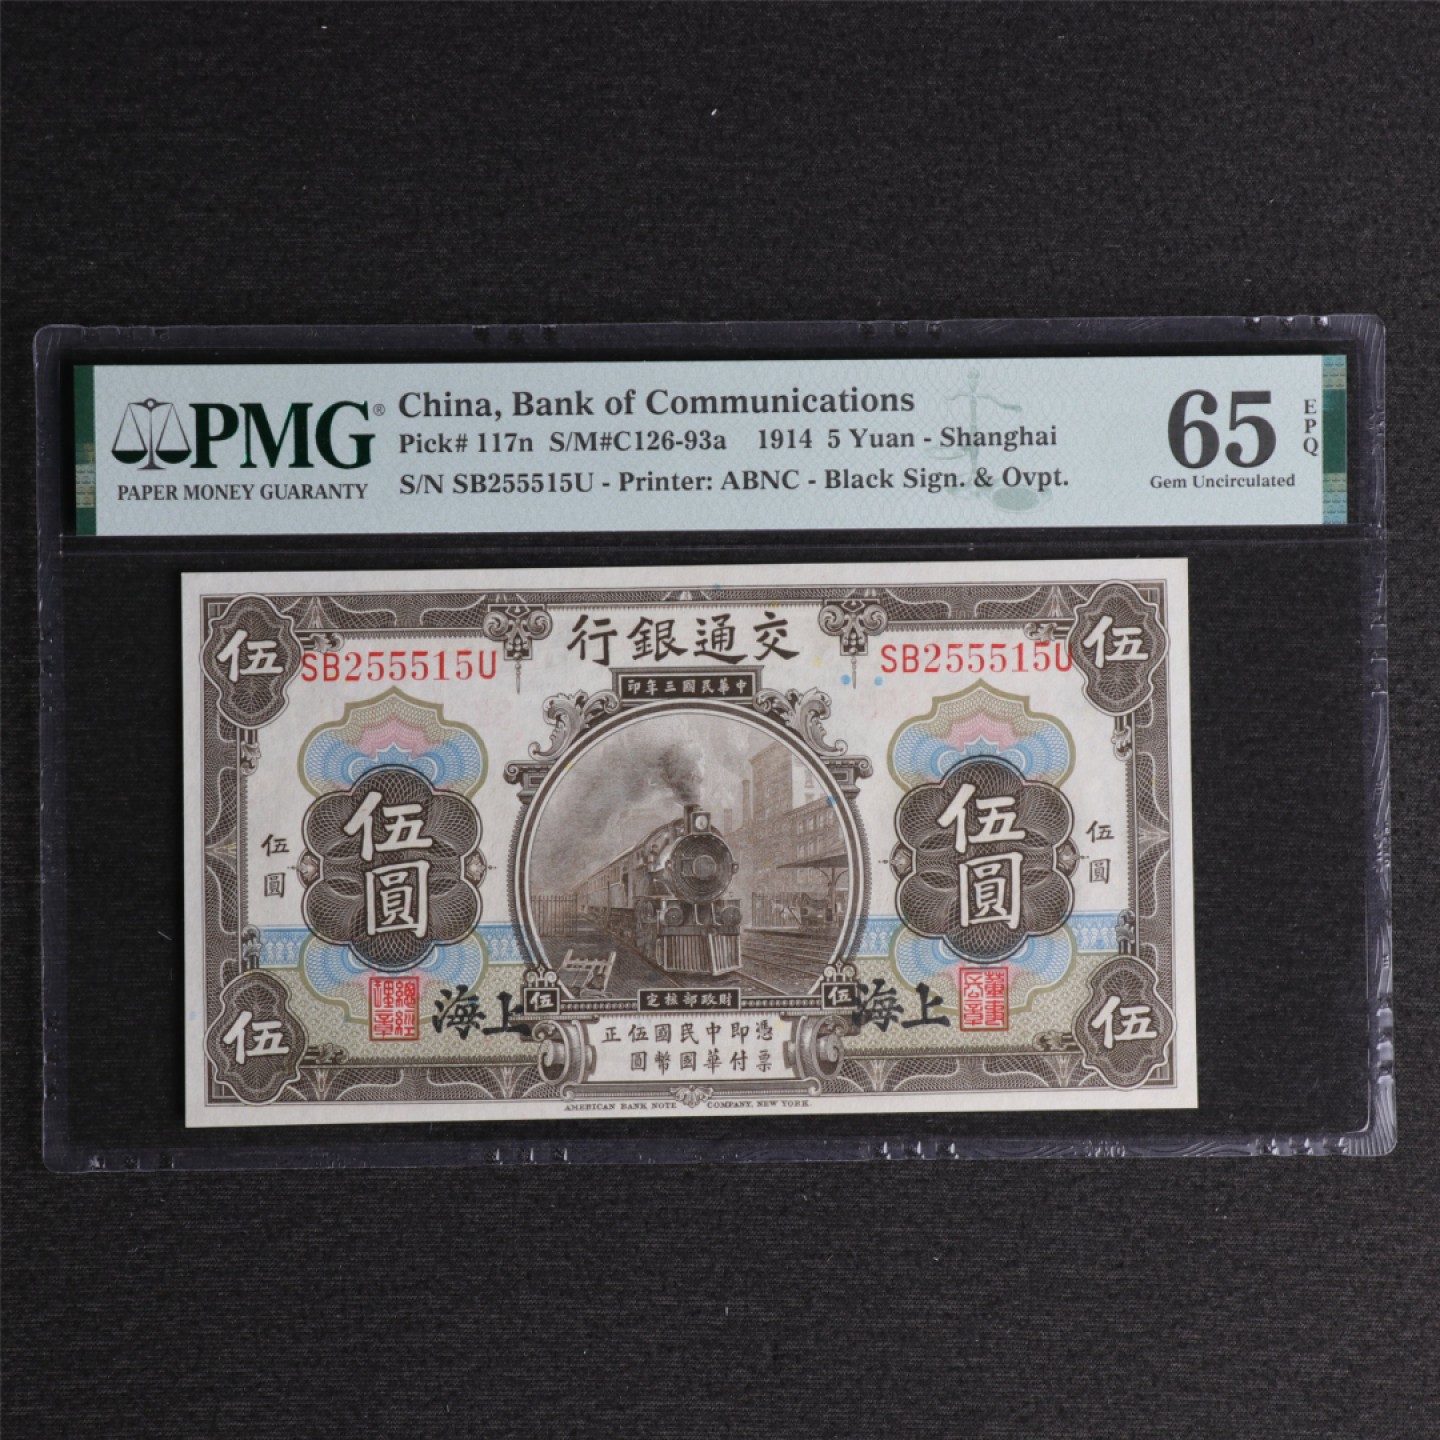 PMG®
PAPER MONEY GUARANTY
China, Bank of Communications
Pick# 117n S/M#C126-93a 1914 5 Yuan - Shanghai
S/N SB255515U - Printer: ABNC - Black Sign. & Ovpt.
65
EPQ
Gem Uncirculated
行銀通交
伍
伍
SB255515U
SB255515U
印年三國民華中
伍圓
伍圓
伍圓
伍圓
總經理章
海上
伍
定核部政財
伍
海上
正伍國民中即憑
圓幣國華付票
伍
伍
AMERICAN BANK NOTE COMPANY, NEW YORK.